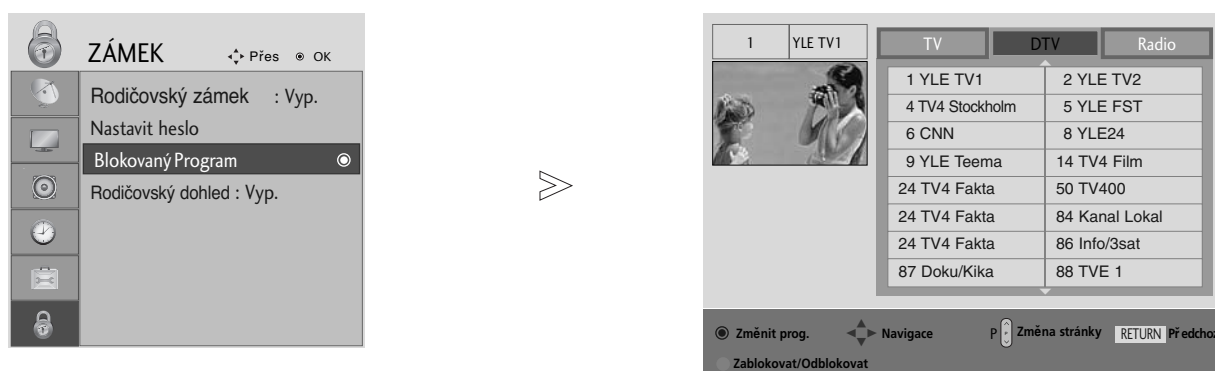 ZÁMEK Přes OK
Rodičovský zámek : Vyp.
Nastavit heslo
Blokovaný Program
Rodičovský dohled : Vyp.
1 YLE TV1
TV DTV Radio
1 YLE TV1 2 YLE TV2
4 TV4 Stockholm 5 YLE FST
6 CNN 8 YLE24
9 YLE Teema 14 TV4 Film
24 TV4 Fakta 50 TV400
24 TV4 Fakta 84 Kanal Lokal
24 TV4 Fakta 86 Info/3sat
87 Doku/Kika 88 TVE 1
Změnit prog. Navigace P Změna stránky RETURN Předcho
Zablokovat/Odblokovat